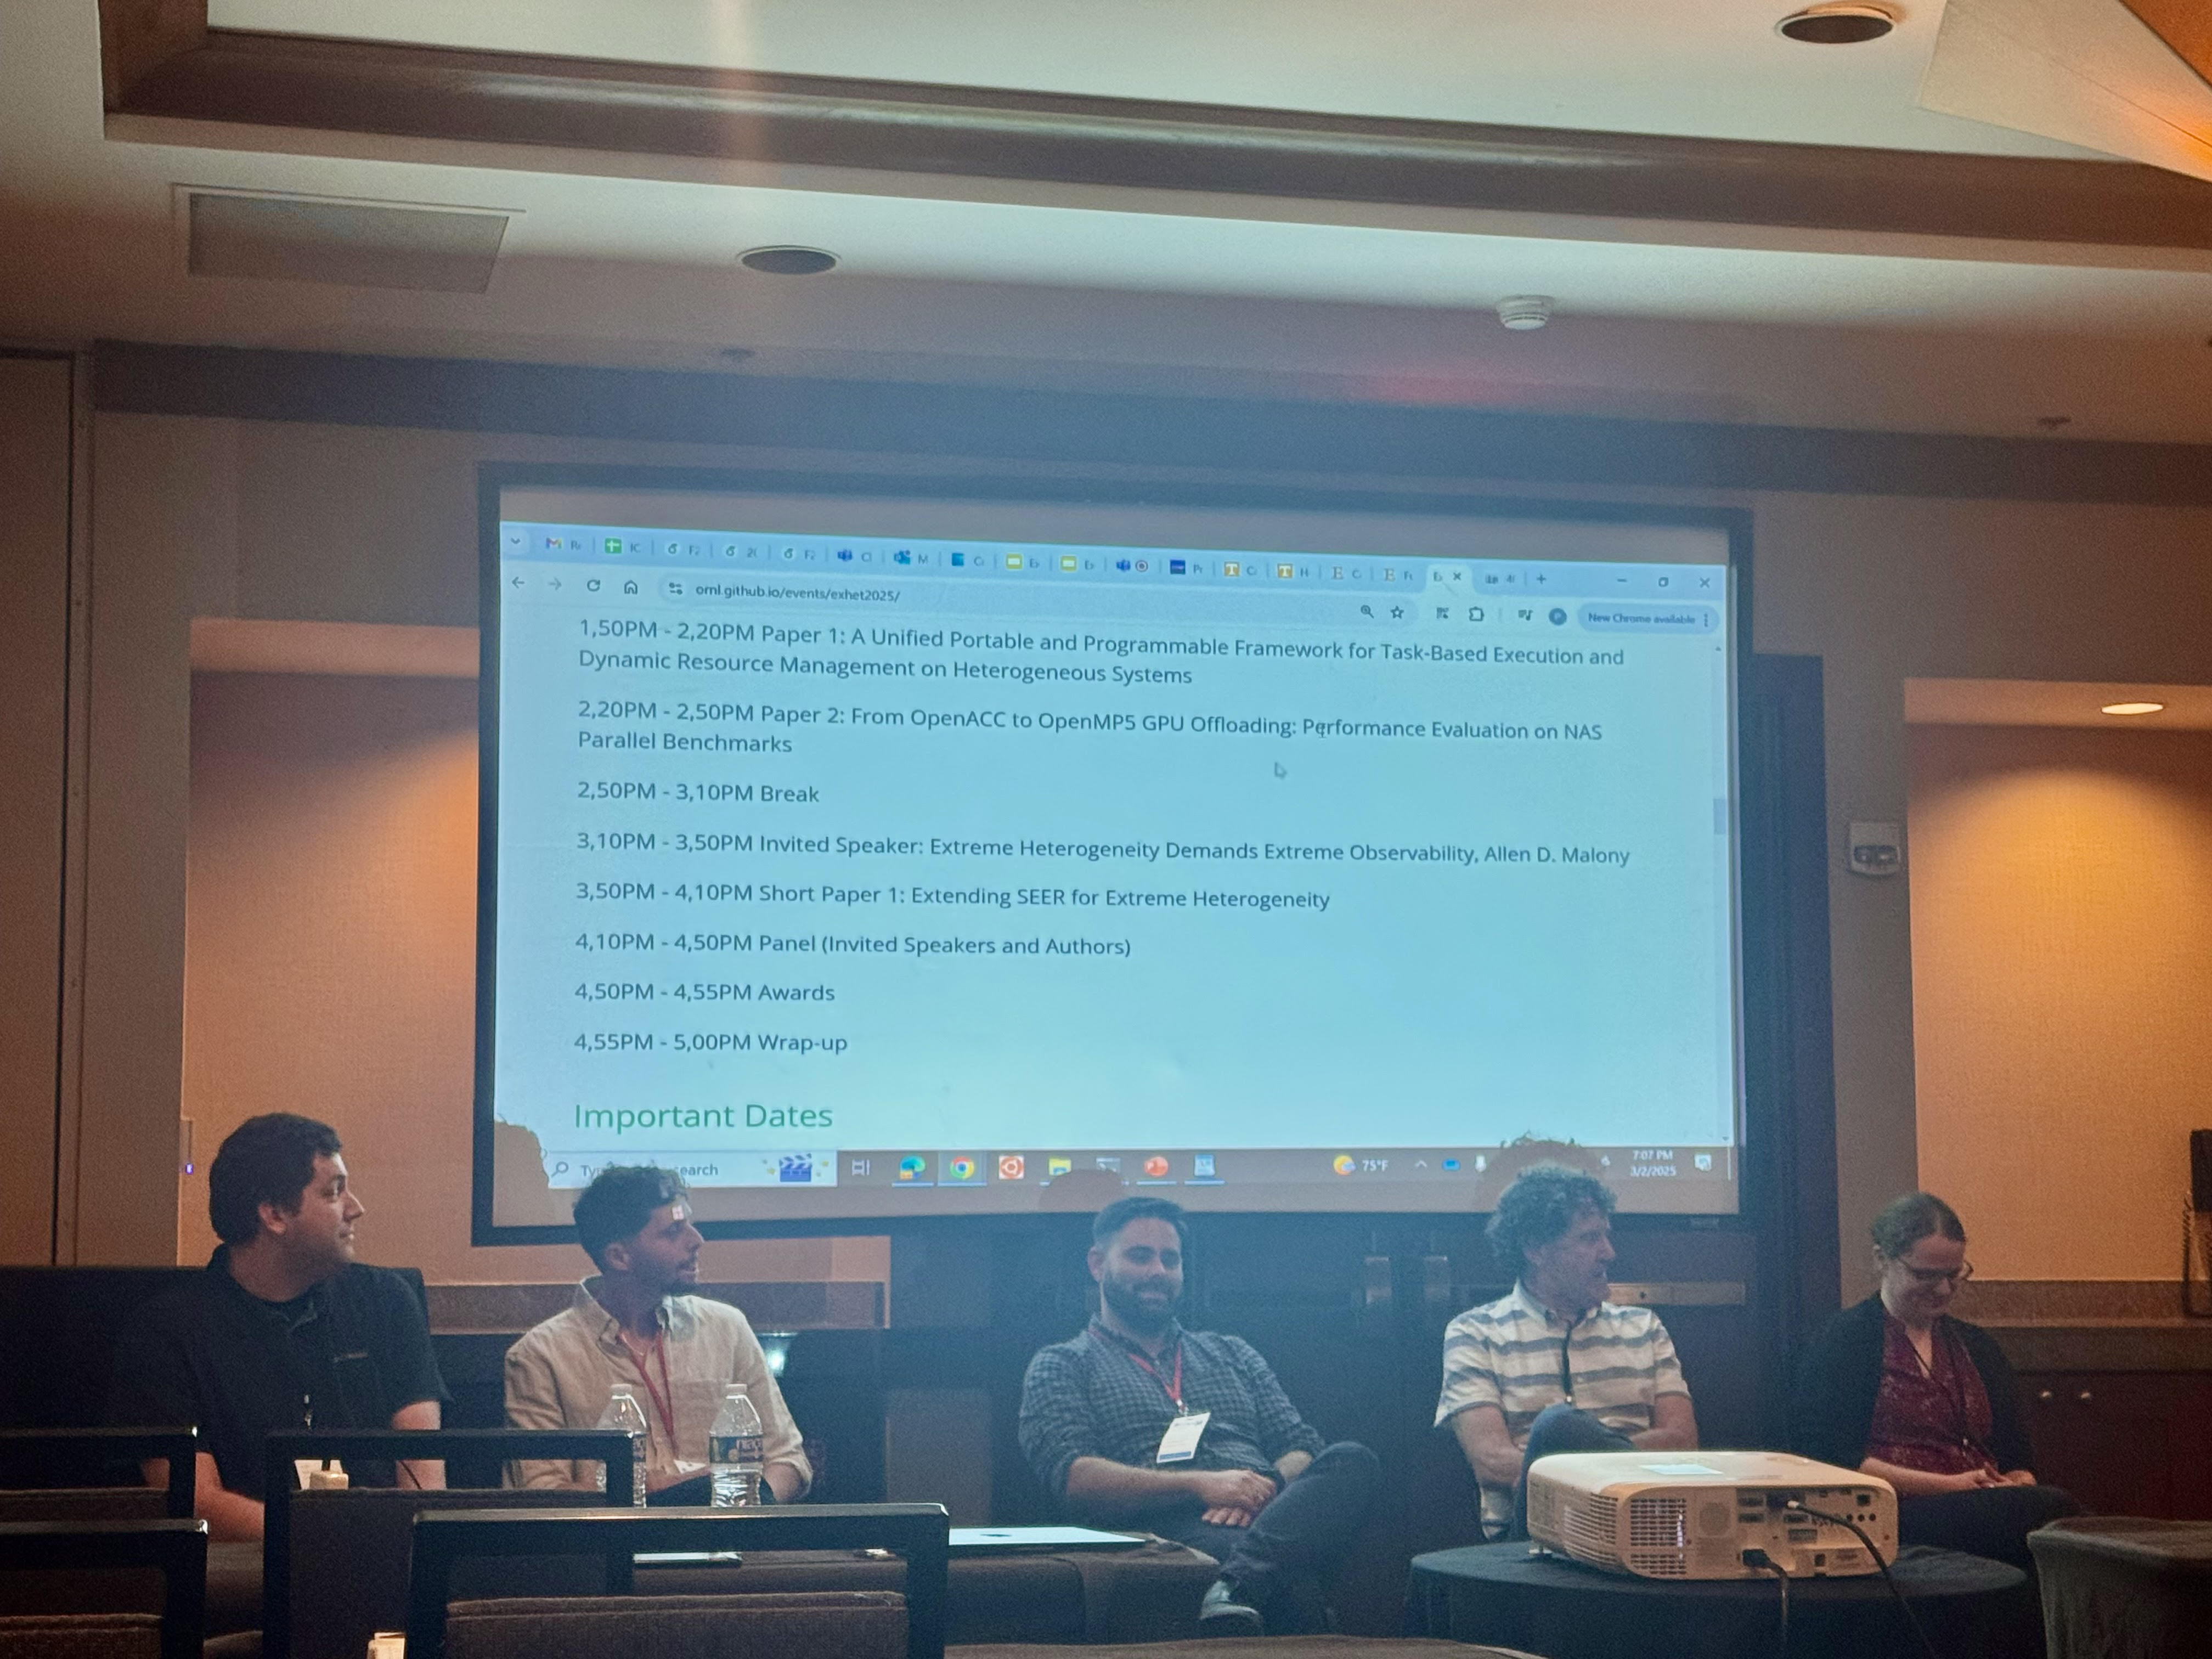 ornl.github.io/events/exhet2025/
New Chrome available
1,50PM - 2,20PM Paper 1: A Unified Portable and Programmable Framework for Task-Based Execution and
Dynamic Resource Management on Heterogeneous Systems
2,20PM - 2,50PM Paper 2: From OpenACC to OpenMP5 GPU Offloading: Performance Evaluation on NAS
Parallel Benchmarks
2,50PM - 3,10PM Break
3,10PM - 3,50PM Invited Speaker: Extreme Heterogeneity Demands Extreme Observability, Allen D. Malony
3,50PM - 4,10PM Short Paper 1: Extending SEER for Extreme Heterogeneity
4,10PM - 4,50PM Panel (Invited Speakers and Authors)
4,50PM - 4,55PM Awards
4,55PM - 5,00PM Wrap-up
Important Dates
75°F
7:07 PM
3/2/2025